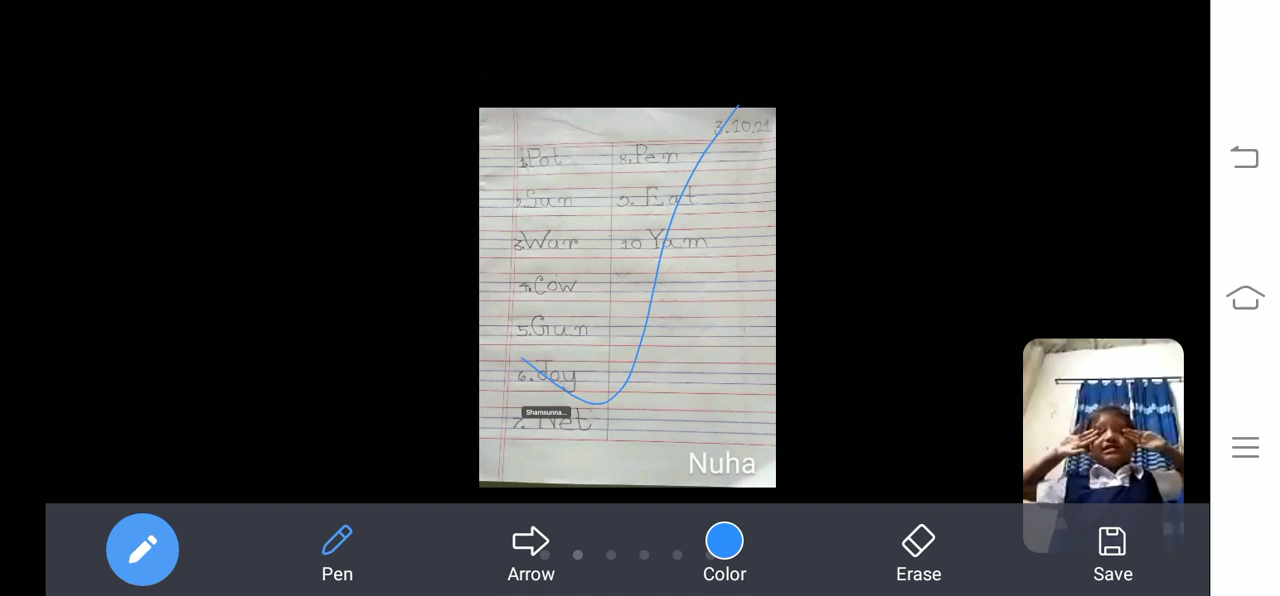 3.10.21
1.Pot
2.Sun
3.War
4.Cow
5.Gun
6.Joy
7.Net
8.Pen
9.Eat
10 Yam
Shamsunna...
Nuha
Pen
Arrow
Color
Erase
Save